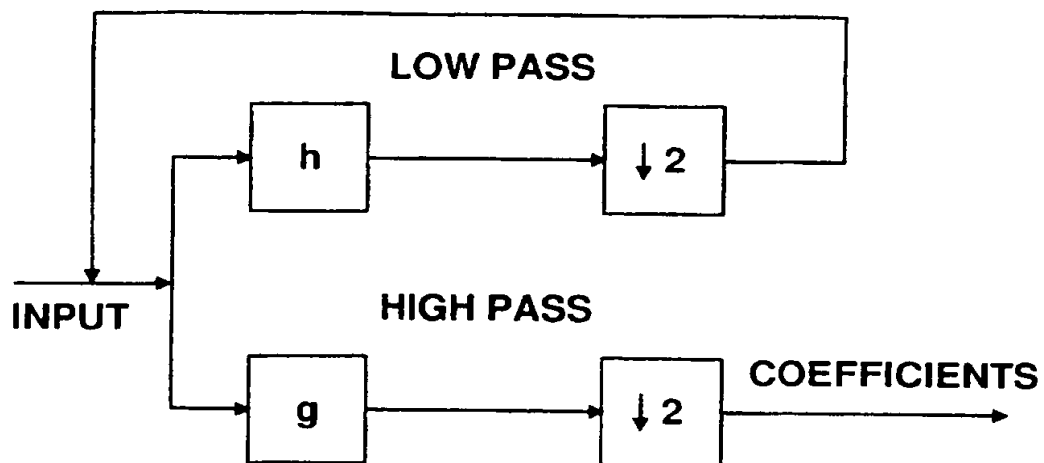 LOW PASS
h
↓ 2
INPUT
HIGH PASS
g
↓ 2
COEFFICIENTS